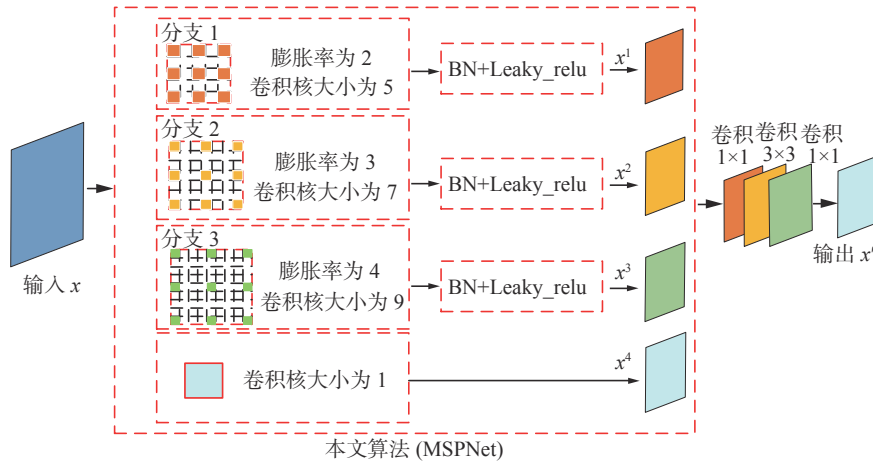 分支 1
膨胀率为 2
卷积核大小为 5
BN+Leaky_relu
x¹
分支 2
膨胀率为 3
卷积核大小为 7
BN+Leaky_relu
x²
分支 3
膨胀率为 4
卷积核大小为 9
BN+Leaky_relu
x³
卷积核大小为 1
x⁴
输入 x
卷积 卷积 卷积
1×1 3×3 1×1
输出
本文算法 (MSPNet)